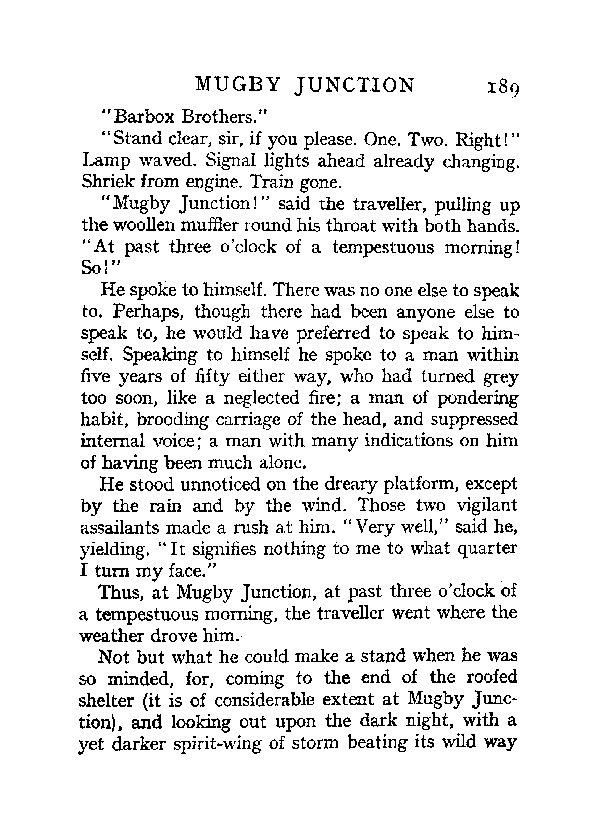 MUGBY JUNCTION 189
"Barbox Brothers."
"Stand clear, sir, if you please. One. Two. Right!"
Lamp waved. Signal lights ahead already changing.
Shriek from engine. Train gone.
"Mugby Junction!" said the traveller, pulling up
the woollen muffler round his throat with both hands.
"At past three o'clock of a tempestuous morning!
So!"
He spoke to himself. There was no one else to speak
to. Perhaps, though there had been anyone else to
speak to, he would have preferred to speak to him-
self. Speaking to himself he spoke to a man within
five years of fifty either way, who had turned grey
too soon, like a neglected fire; a man of pondering
habit, brooding carriage of the head, and suppressed
internal voice; a man with many indications on him
of having been much alone.
He stood unnoticed on the dreary platform, except
by the rain and by the wind. Those two vigilant
assailants made a rush at him. "Very well," said he,
yielding. "It signifies nothing to me to what quarter
I turn my face."
Thus, at Mugby Junction, at past three o'clock of
a tempestuous morning, the traveller went where the
weather drove him.
Not but what he could make a stand when he was
so minded, for, coming to the end of the roofed
shelter (it is of considerable extent at Mugby Junc-
tion), and looking out upon the dark night, with a
yet darker spirit-wing of storm beating its wild way